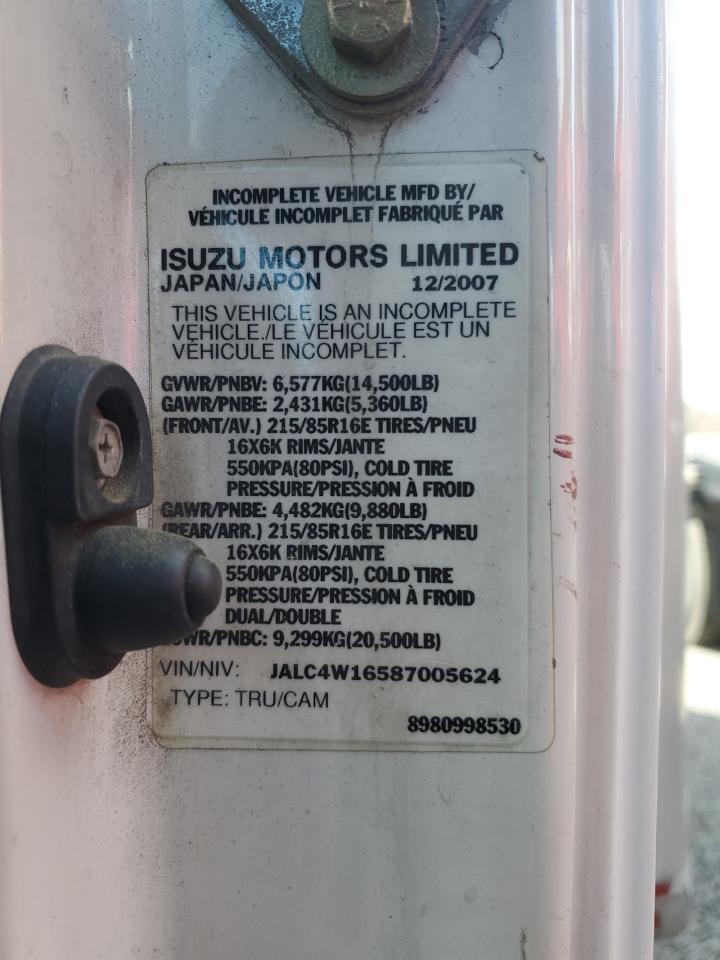 INCOMPLETE VEHICLE MFD BY/
VÉHICULE INCOMPLET FABRIQUÉ PAR
ISUZU MOTORS LIMITED
JAPAN/JAPON 12/2007
THIS VEHICLE IS AN INCOMPLETE
VEHICLE./LE VÉHICULE EST UN
VÉHICULE INCOMPLET.
GVWR/PNBV: 6,577KG(14,500LB)
GAWR/PNBE: 2,431KG(5,360LB)
(FRONT/AV.) 215/85R16E TIRES/PNEU
16X6K RIMS/JANTE
550KPA(80PSI), COLD TIRE
PRESSURE/PRESSION À FROID
GAWR/PNBE: 4,482KG(9,880LB)
(REAR/ARR.) 215/85R16E TIRES/PNEU
16X6K RIMS/JANTE
550KPA(80PSI), COLD TIRE
PRESSURE/PRESSION À FROID
DUAL/DOUBLE
/PNBC: 9,299KG(20,500LB)
VIN/NIV: JALC4W16587005624
TYPE: TRU/CAM
8980998530